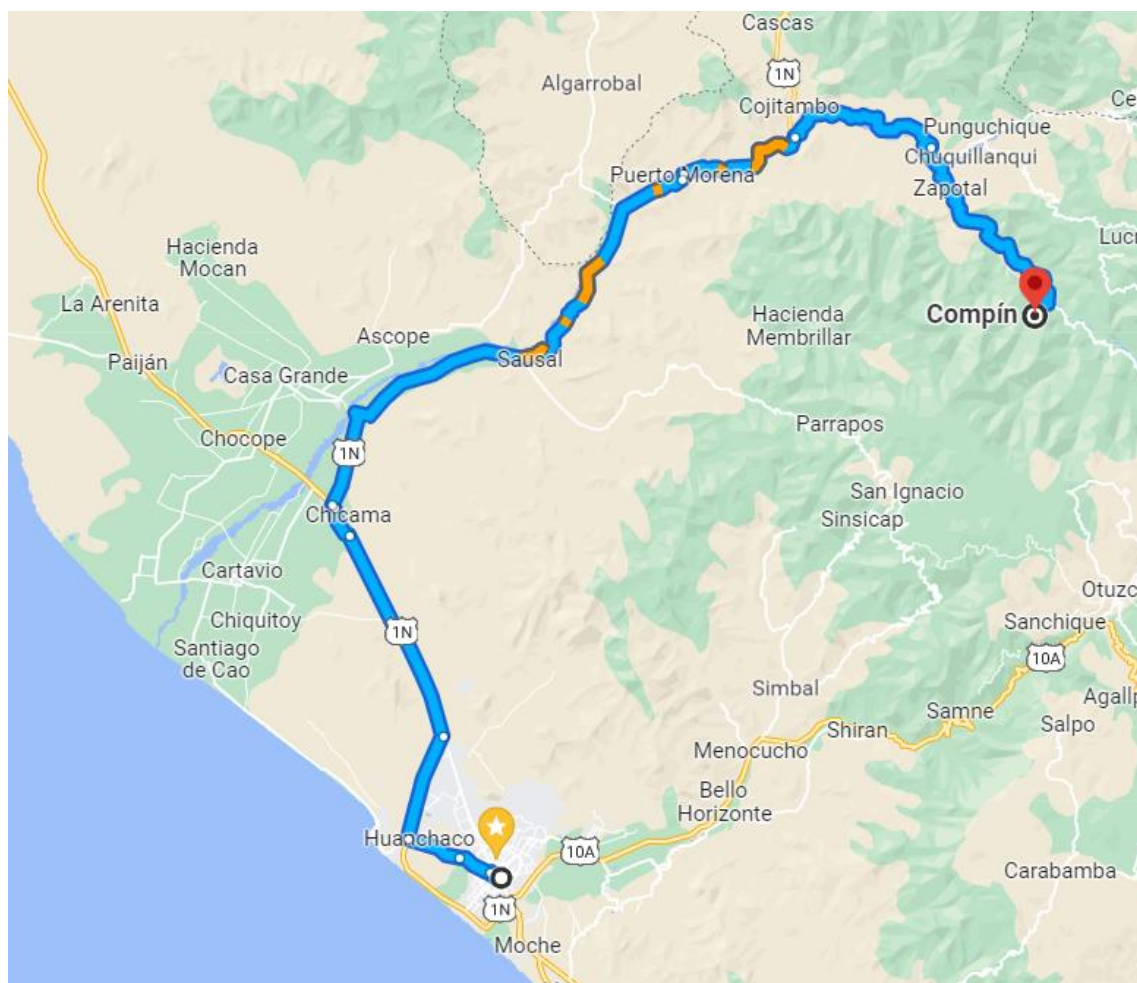 Cascas
1N
Algarrobal
Cojitambo
Ce
Punguchique
Chuquillanqui
Puerto Morena
Zapotal
Hacienda
Mocan
Lucr
La Arenita
Compín
Hacienda
Membrillar
Ascope
Paiján
Sausal
Casa Grande
Chocope
Parrapos
1N
San Ignacio
Chicama
Sinsicap
Cartavio
Otuzc
Chiquitoy
Sanchique
1N
Santiago
de Cao
10A
Simbal
Agallp
Samne
Salpo
Shiran
Menocucho
Bello
Horizonte
Huanchaco
10A
Carabamba
1N
Moche